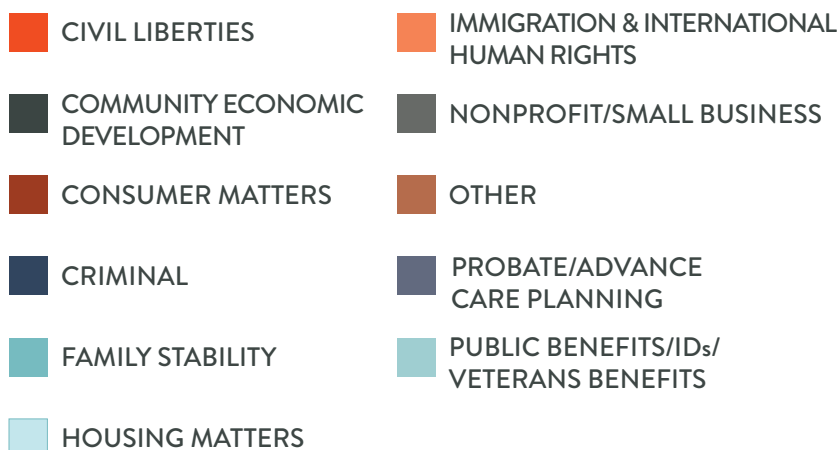 CIVIL LIBERTIES
COMMUNITY ECONOMIC
DEVELOPMENT
CONSUMER MATTERS
CRIMINAL
FAMILY STABILITY
HOUSING MATTERS
IMMIGRATION & INTERNATIONAL
HUMAN RIGHTS
NONPROFIT/SMALL BUSINESS
OTHER
PROBATE/ADVANCE
CARE PLANNING
PUBLIC BENEFITS/IDs/
VETERANS BENEFITS